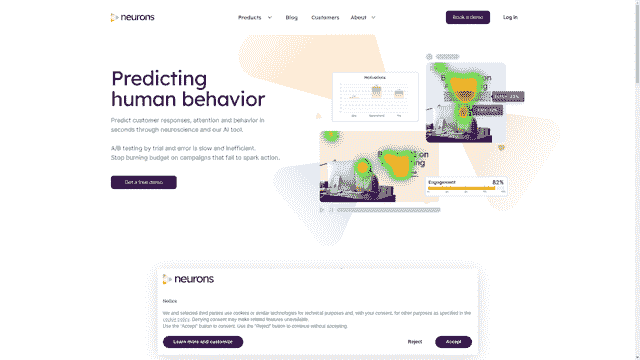 neurons
Products
Blog
Customers
About
Book a demo
Log in
Predicting
human behavior
Predict customer responses, attention and behavior in
seconds through neuroscience and our AI tool.
A/B testing by trial and error is slow and inefficient.
Stop burning budget on campaigns that fail to spark action.
Get a free demo
Engagement
82%
neurons
Notice
We and selected third parties use cookies or similar technologies for technical purposes and, with your consent, for other purposes as specified in the
cookie policy. Denying consent may make related features unavailable.
Use the "Accept" button to consent. Use the "Reject" button to continue without accepting.
Learn more and customize
Reject
Accept